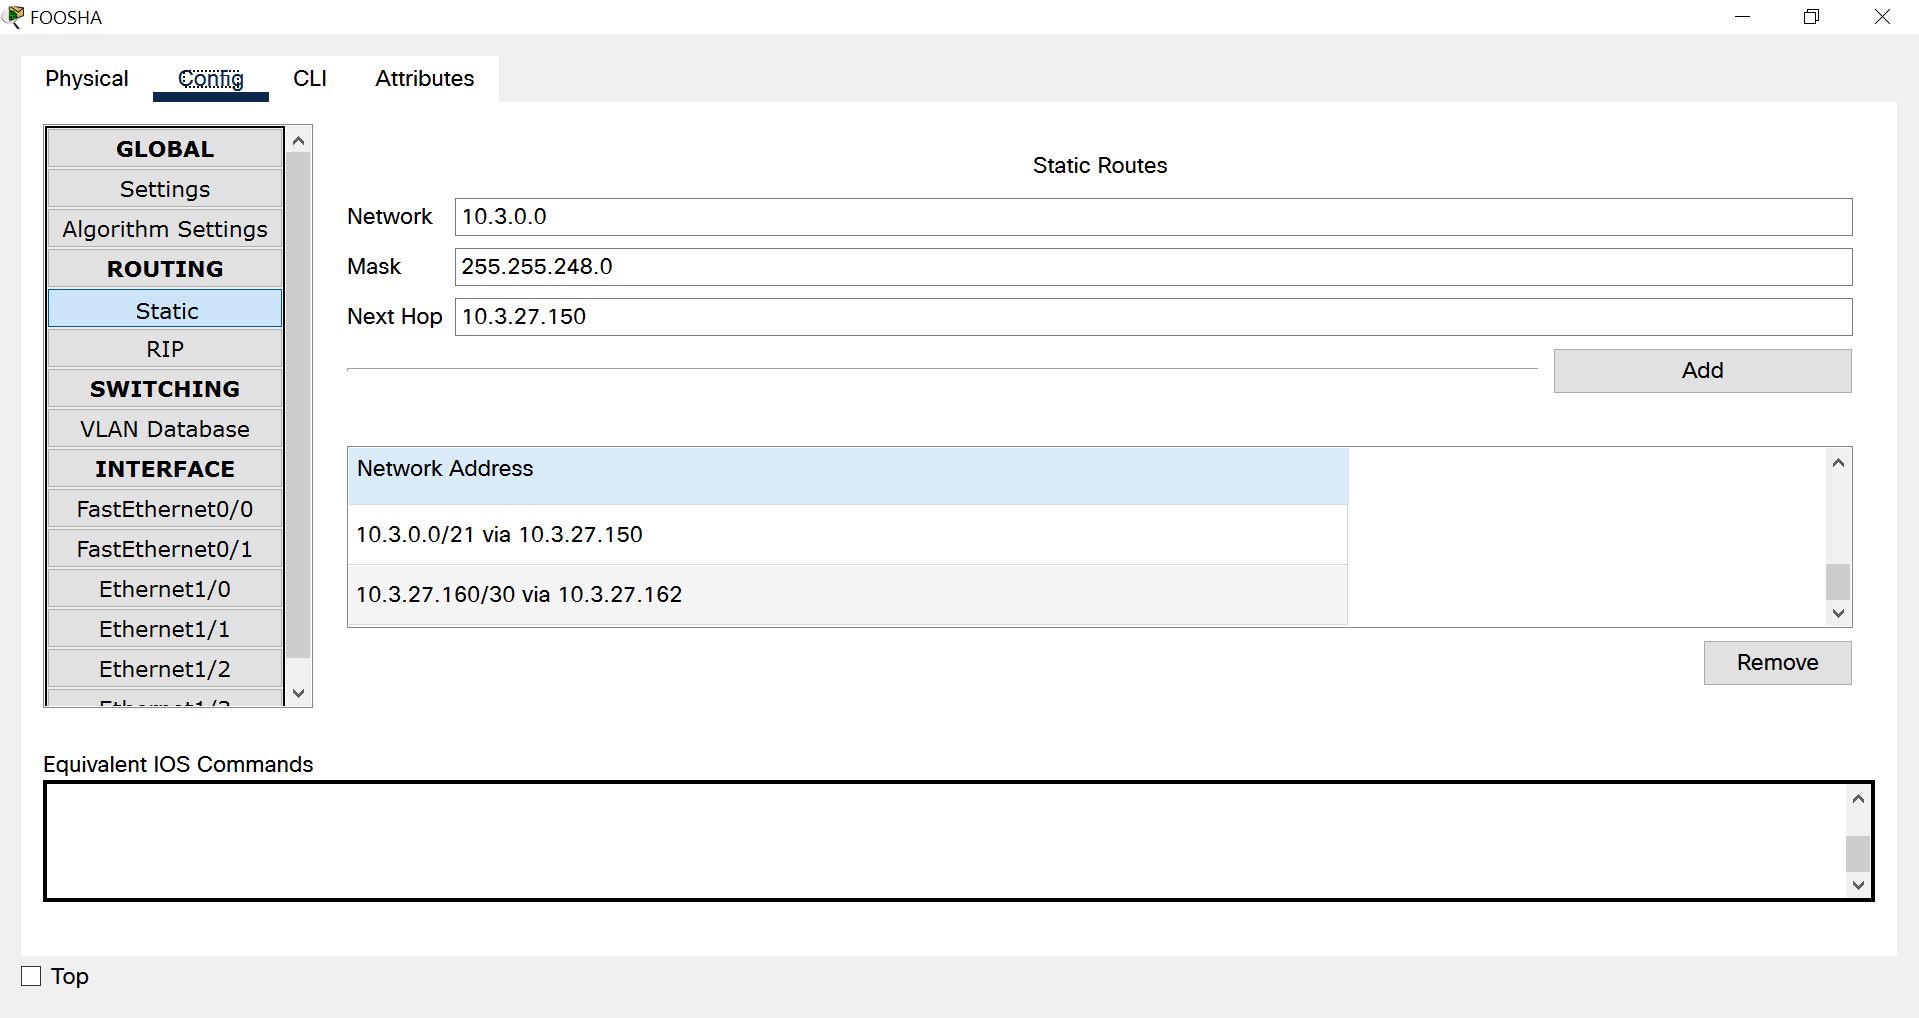 FOOSHA
Physical Config CLI Attributes
GLOBAL
Settings
Algorithm Settings
ROUTING
Static
RIP
SWITCHING
VLAN Database
INTERFACE
FastEthernet0/0
FastEthernet0/1
Ethernet1/0
Ethernet1/1
Ethernet1/2
Static Routes
Network 10.3.0.0
Mask 255.255.248.0
Next Hop 10.3.27.150
Add
Network Address
10.3.0.0/21 via 10.3.27.150
10.3.27.160/30 via 10.3.27.162
Remove
Equivalent IOS Commands
Top